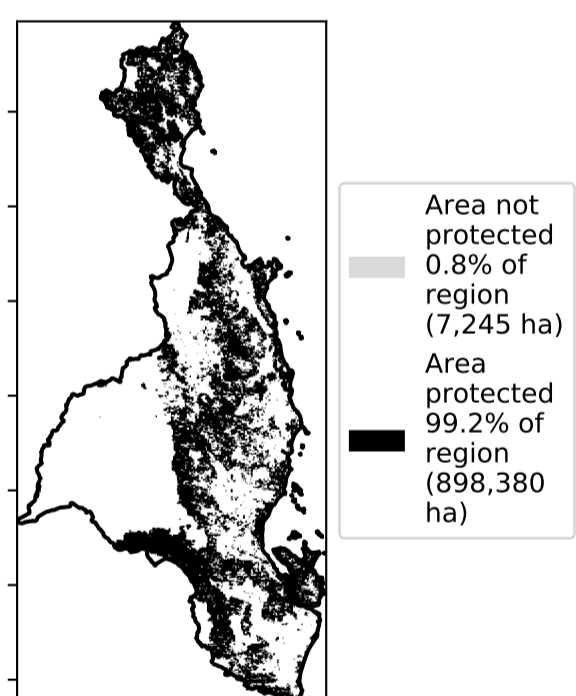 Area not
protected
0.8% of
region
(7,245 ha)
Area
protected
99.2% of
region
(898,380
ha)